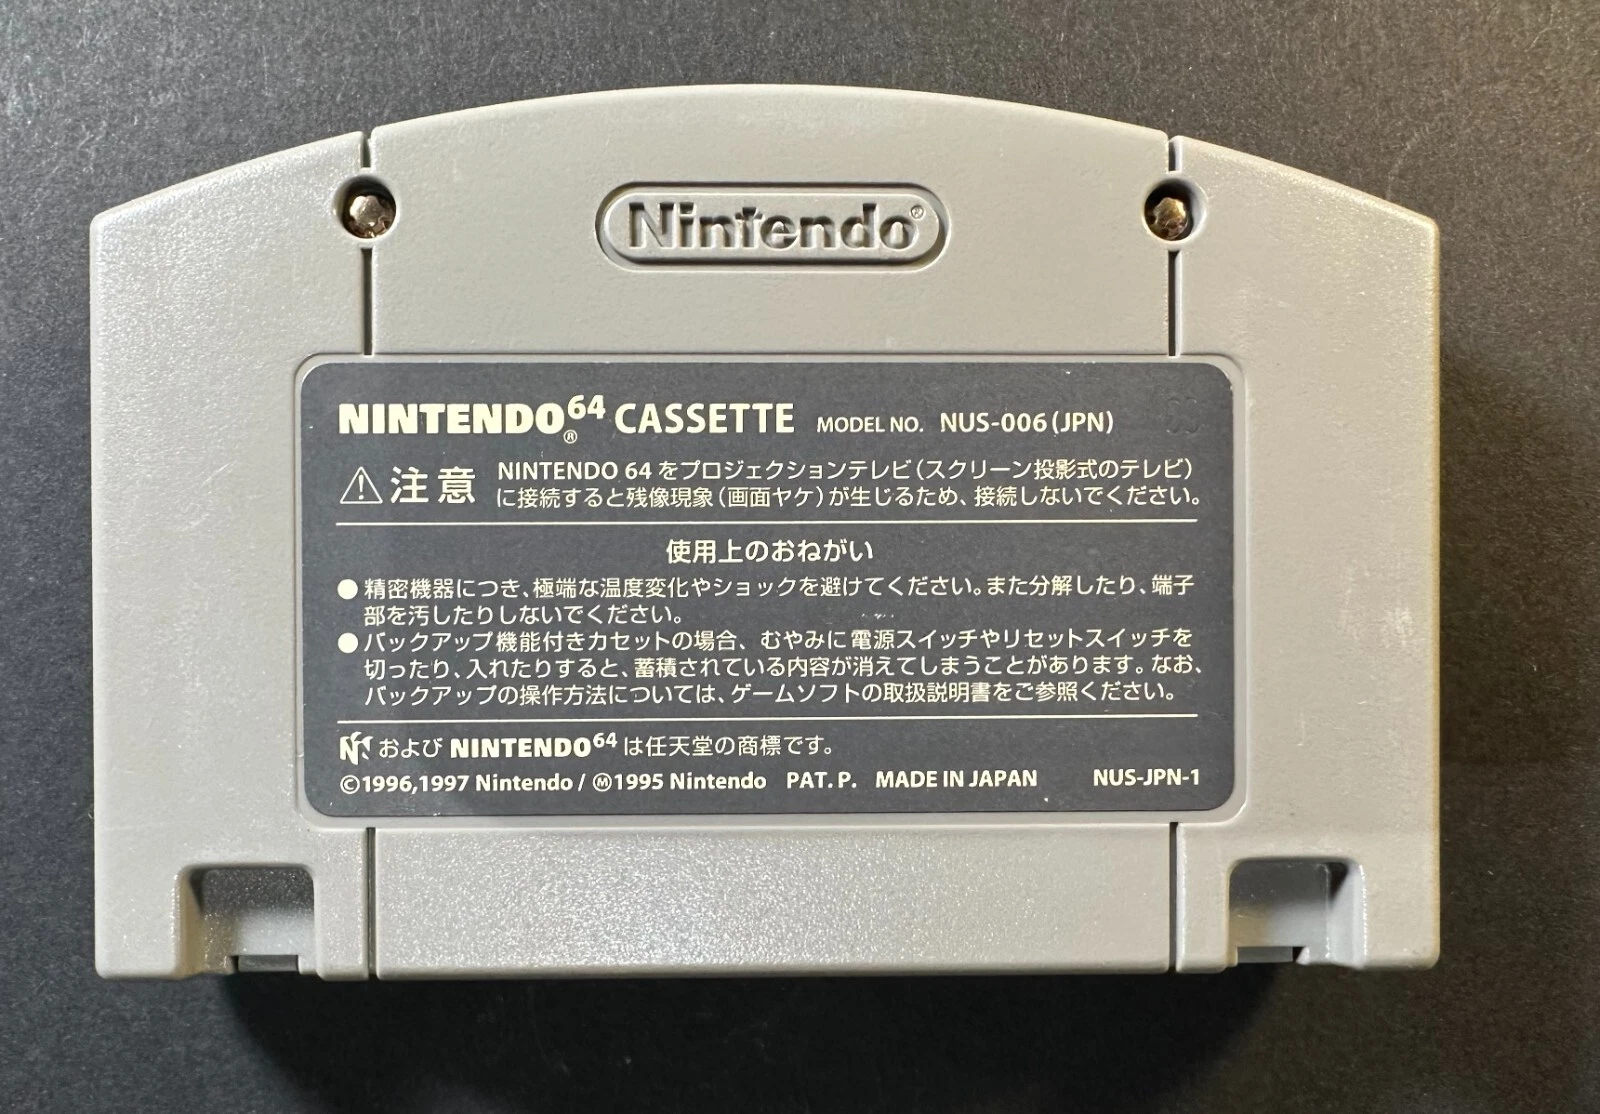 Nintendo®
NINTENDO64® CASSETTE MODEL NO. NUS-006(JPN)
⚠注意 NINTENDO 64をプロジェクションテレビ(スクリーン投影式のテレビ)
に接続すると残像現象(画面ヤケ)が生じるため、接続しないでください。
使用上のおねがい
●精密機器につき、極端な温度変化やショックを避けてください。また分解したり、端子
部を汚したりしないでください。
●バックアップ機能付きカセットの場合、むやみに電源スイッチやリセットスイッチを
切ったり、入れたりすると、蓄積されている内容が消えてしまうことがあります。なお、
バックアップの操作方法については、ゲームソフトの取扱説明書をご参照ください。
および NINTENDO64 は任天堂の商標です。
©1996,1997 Nintendo / Ⓜ1995 Nintendo PAT. P. MADE IN JAPAN NUS-JPN-1